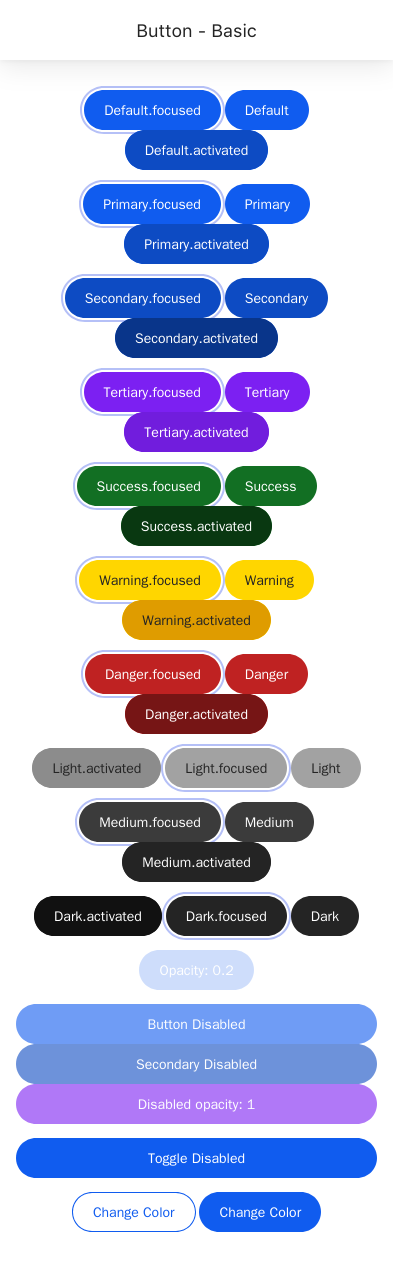 Button - Basic
Default.focused Default
Default.activated
Primary.focused Primary
Primary.activated
Secondary.focused Secondary
Secondary.activated
Tertiary.focused Tertiary
Tertiary.activated
Success.focused Success
Success.activated
Warning.focused Warning
Warning.activated
Danger.focused Danger
Danger.activated
Light.activated Light.focused Light
Medium.focused Medium
Medium.activated
Dark.activated Dark.focused Dark
Opacity: 0.2
Button Disabled
Secondary Disabled
Disabled opacity: 1
Toggle Disabled
Change Color Change Color